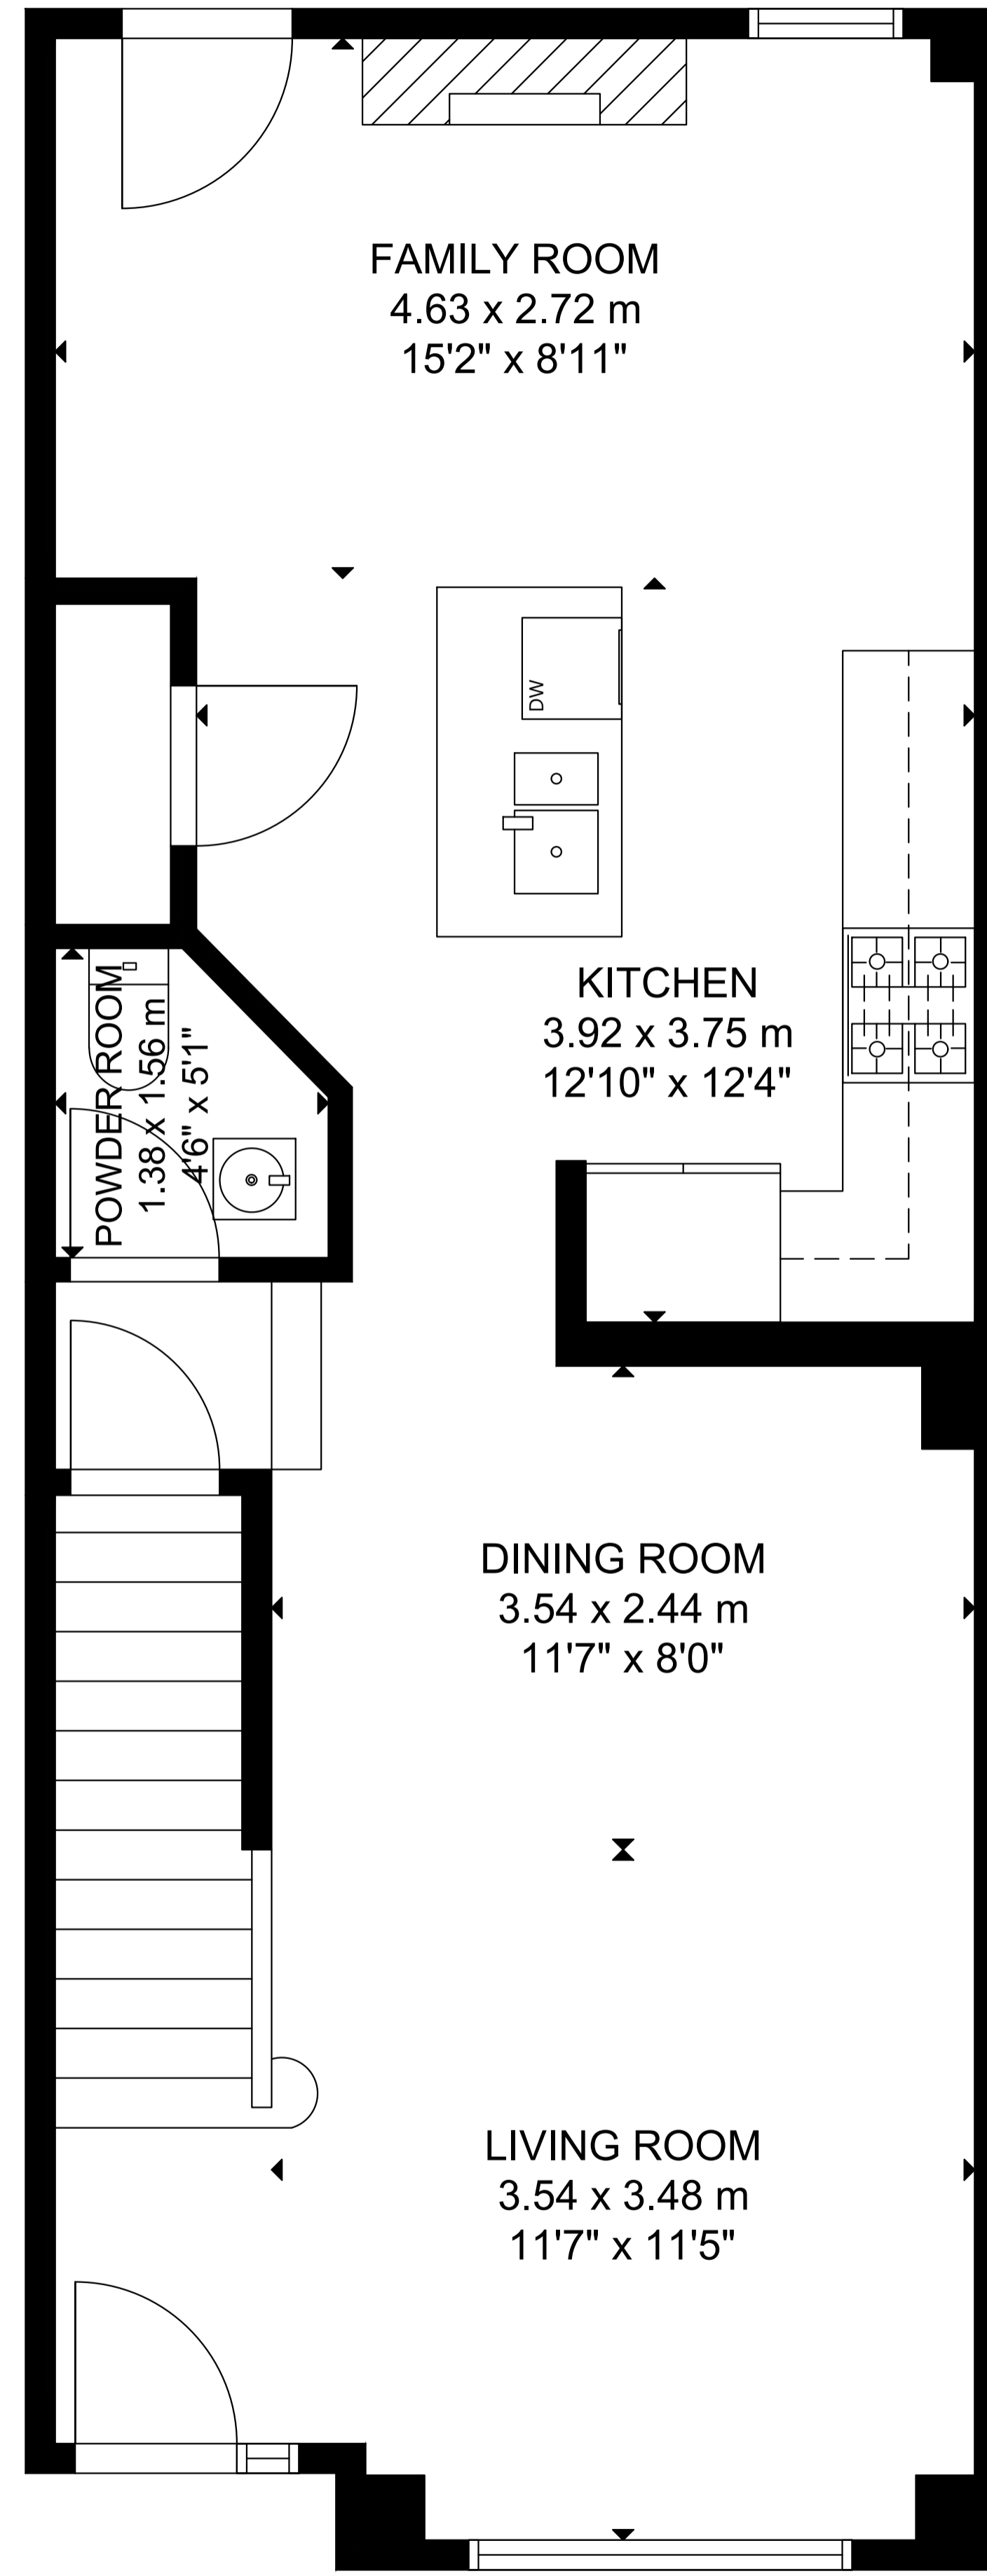 FAMILY ROOM
4.63 x 2.72 m
15'2" x 8'11"
DW
KITCHEN
3.92 x 3.75 m
12'10" x 12'4"
POWDER ROOM
1.38 x 1.56 m
4'6" x 5'1"
DINING ROOM
3.54 x 2.44 m
11'7" x 8'0"
LIVING ROOM
3.54 x 3.48 m
11'7" x 11'5"